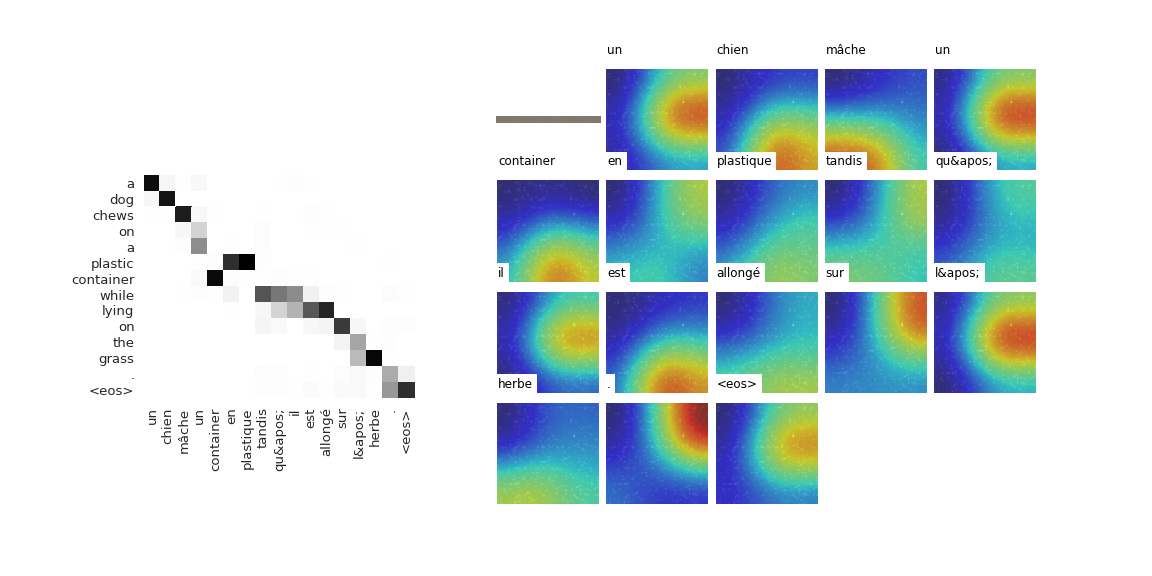 a
dog
chews
on
a
plastic
container
while
lying
on
the
grass
.
<eos>
un
chien
mâche
un
container
en
plastique
tandis
qu&apos;
il
est
allongé
sur
l&apos;
herbe
.
<eos>
un chien mâche un
container en plastique tandis qu&apos;
il est allongé sur l&apos;
herbe . <eos>